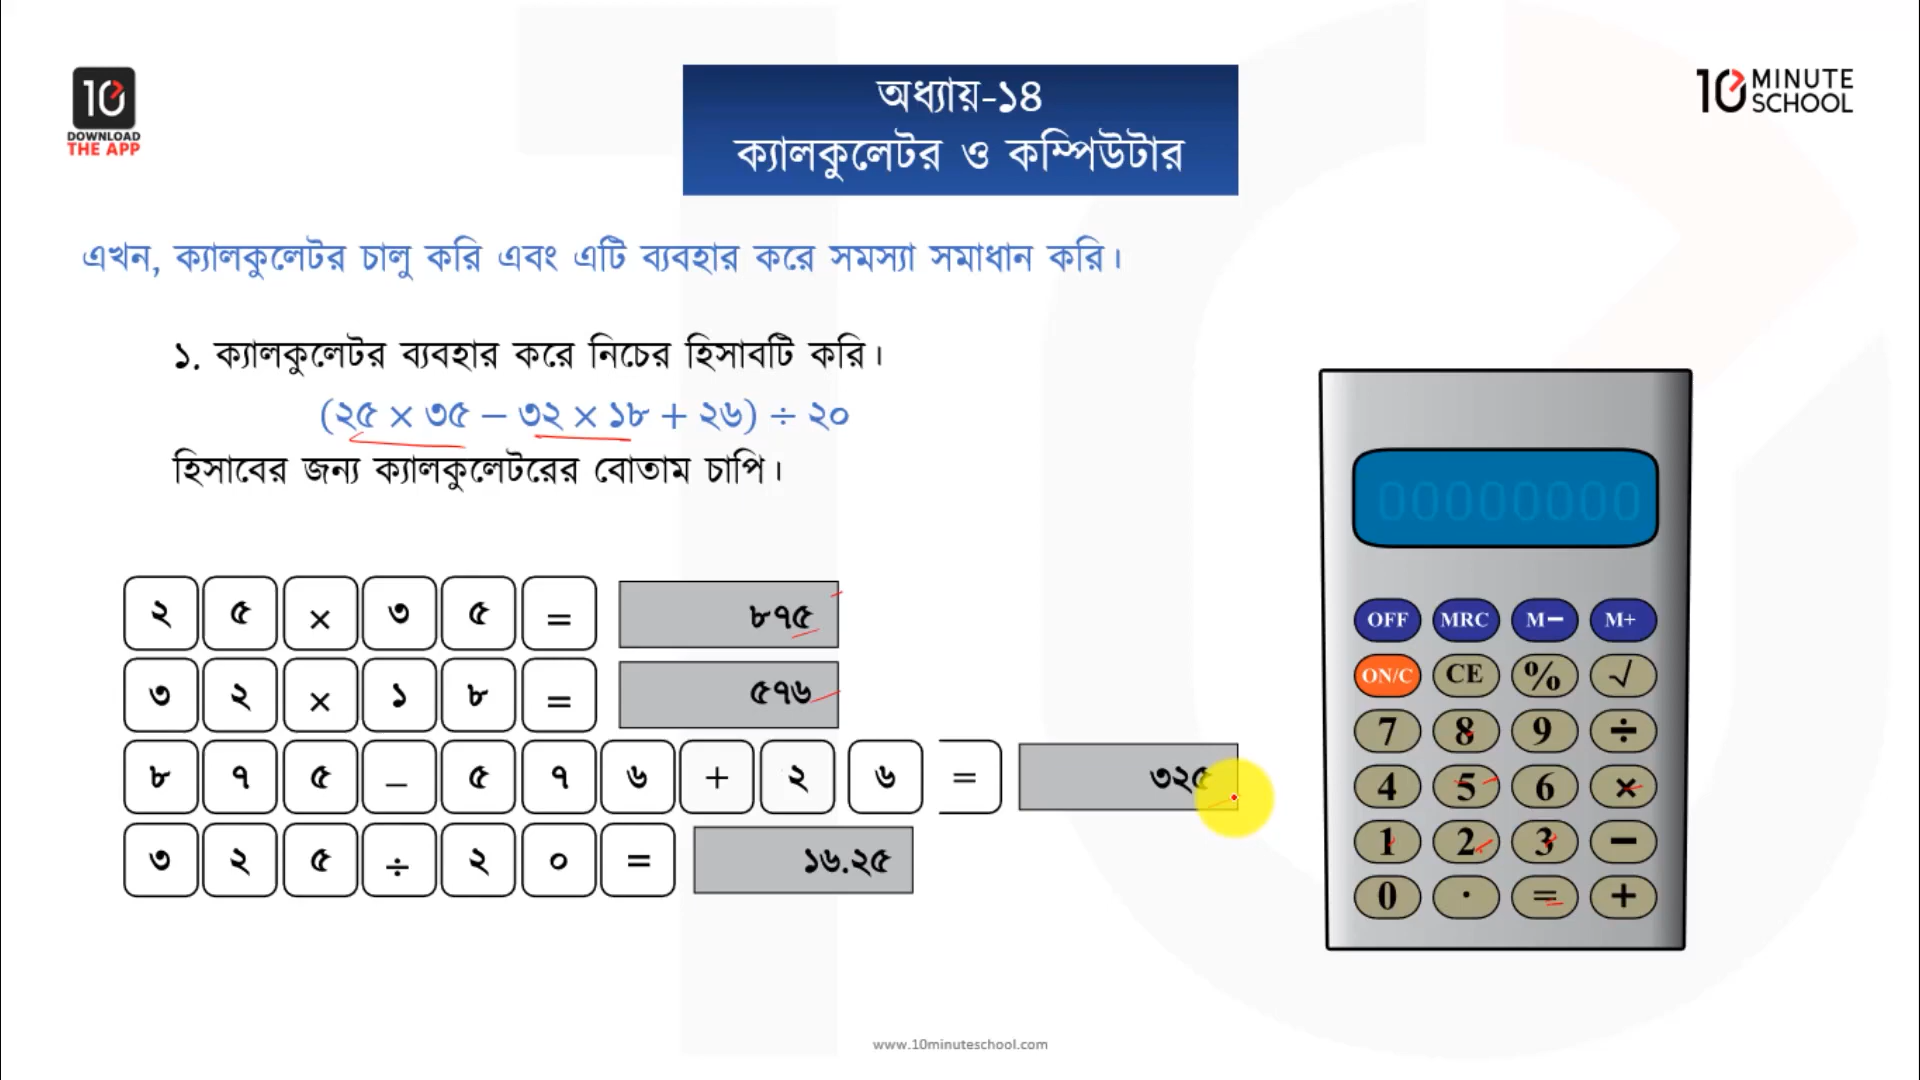 10
DOWNLOAD
THE APP
অধ্যায়-১৪
ক্যালকুলেটর ও কম্পিউটার
10 MINUTE
SCHOOL
এখন, ক্যালকুলেটর চালু করি এবং এটি ব্যবহার করে সমস্যা সমাধান করি।
১. ক্যালকুলেটর ব্যবহার করে নিচের হিসাবটি করি।
(২৫ × ৩৫ − ৩২ × ১৮ + ২৬) ÷ ২০
হিসাবের জন্য ক্যালকুলেটরের বোতাম চাপি।
২ ৫ × ৩ ৫ = ৮৭৫
৩ ২ × ১ ৮ = ৫৭৬
৮ ৭ ৫ − ৫ ৭ ৬ + ২ ৬ = ৩২৫
৩ ২ ৫ ÷ ২ ০ = ১৬.২৫
00000000
OFF MRC M− M+
ON/C CE % √
7 8 9 ÷
4 5 6 ×
1 2 3 −
0 · = +
www.10minuteschool.com